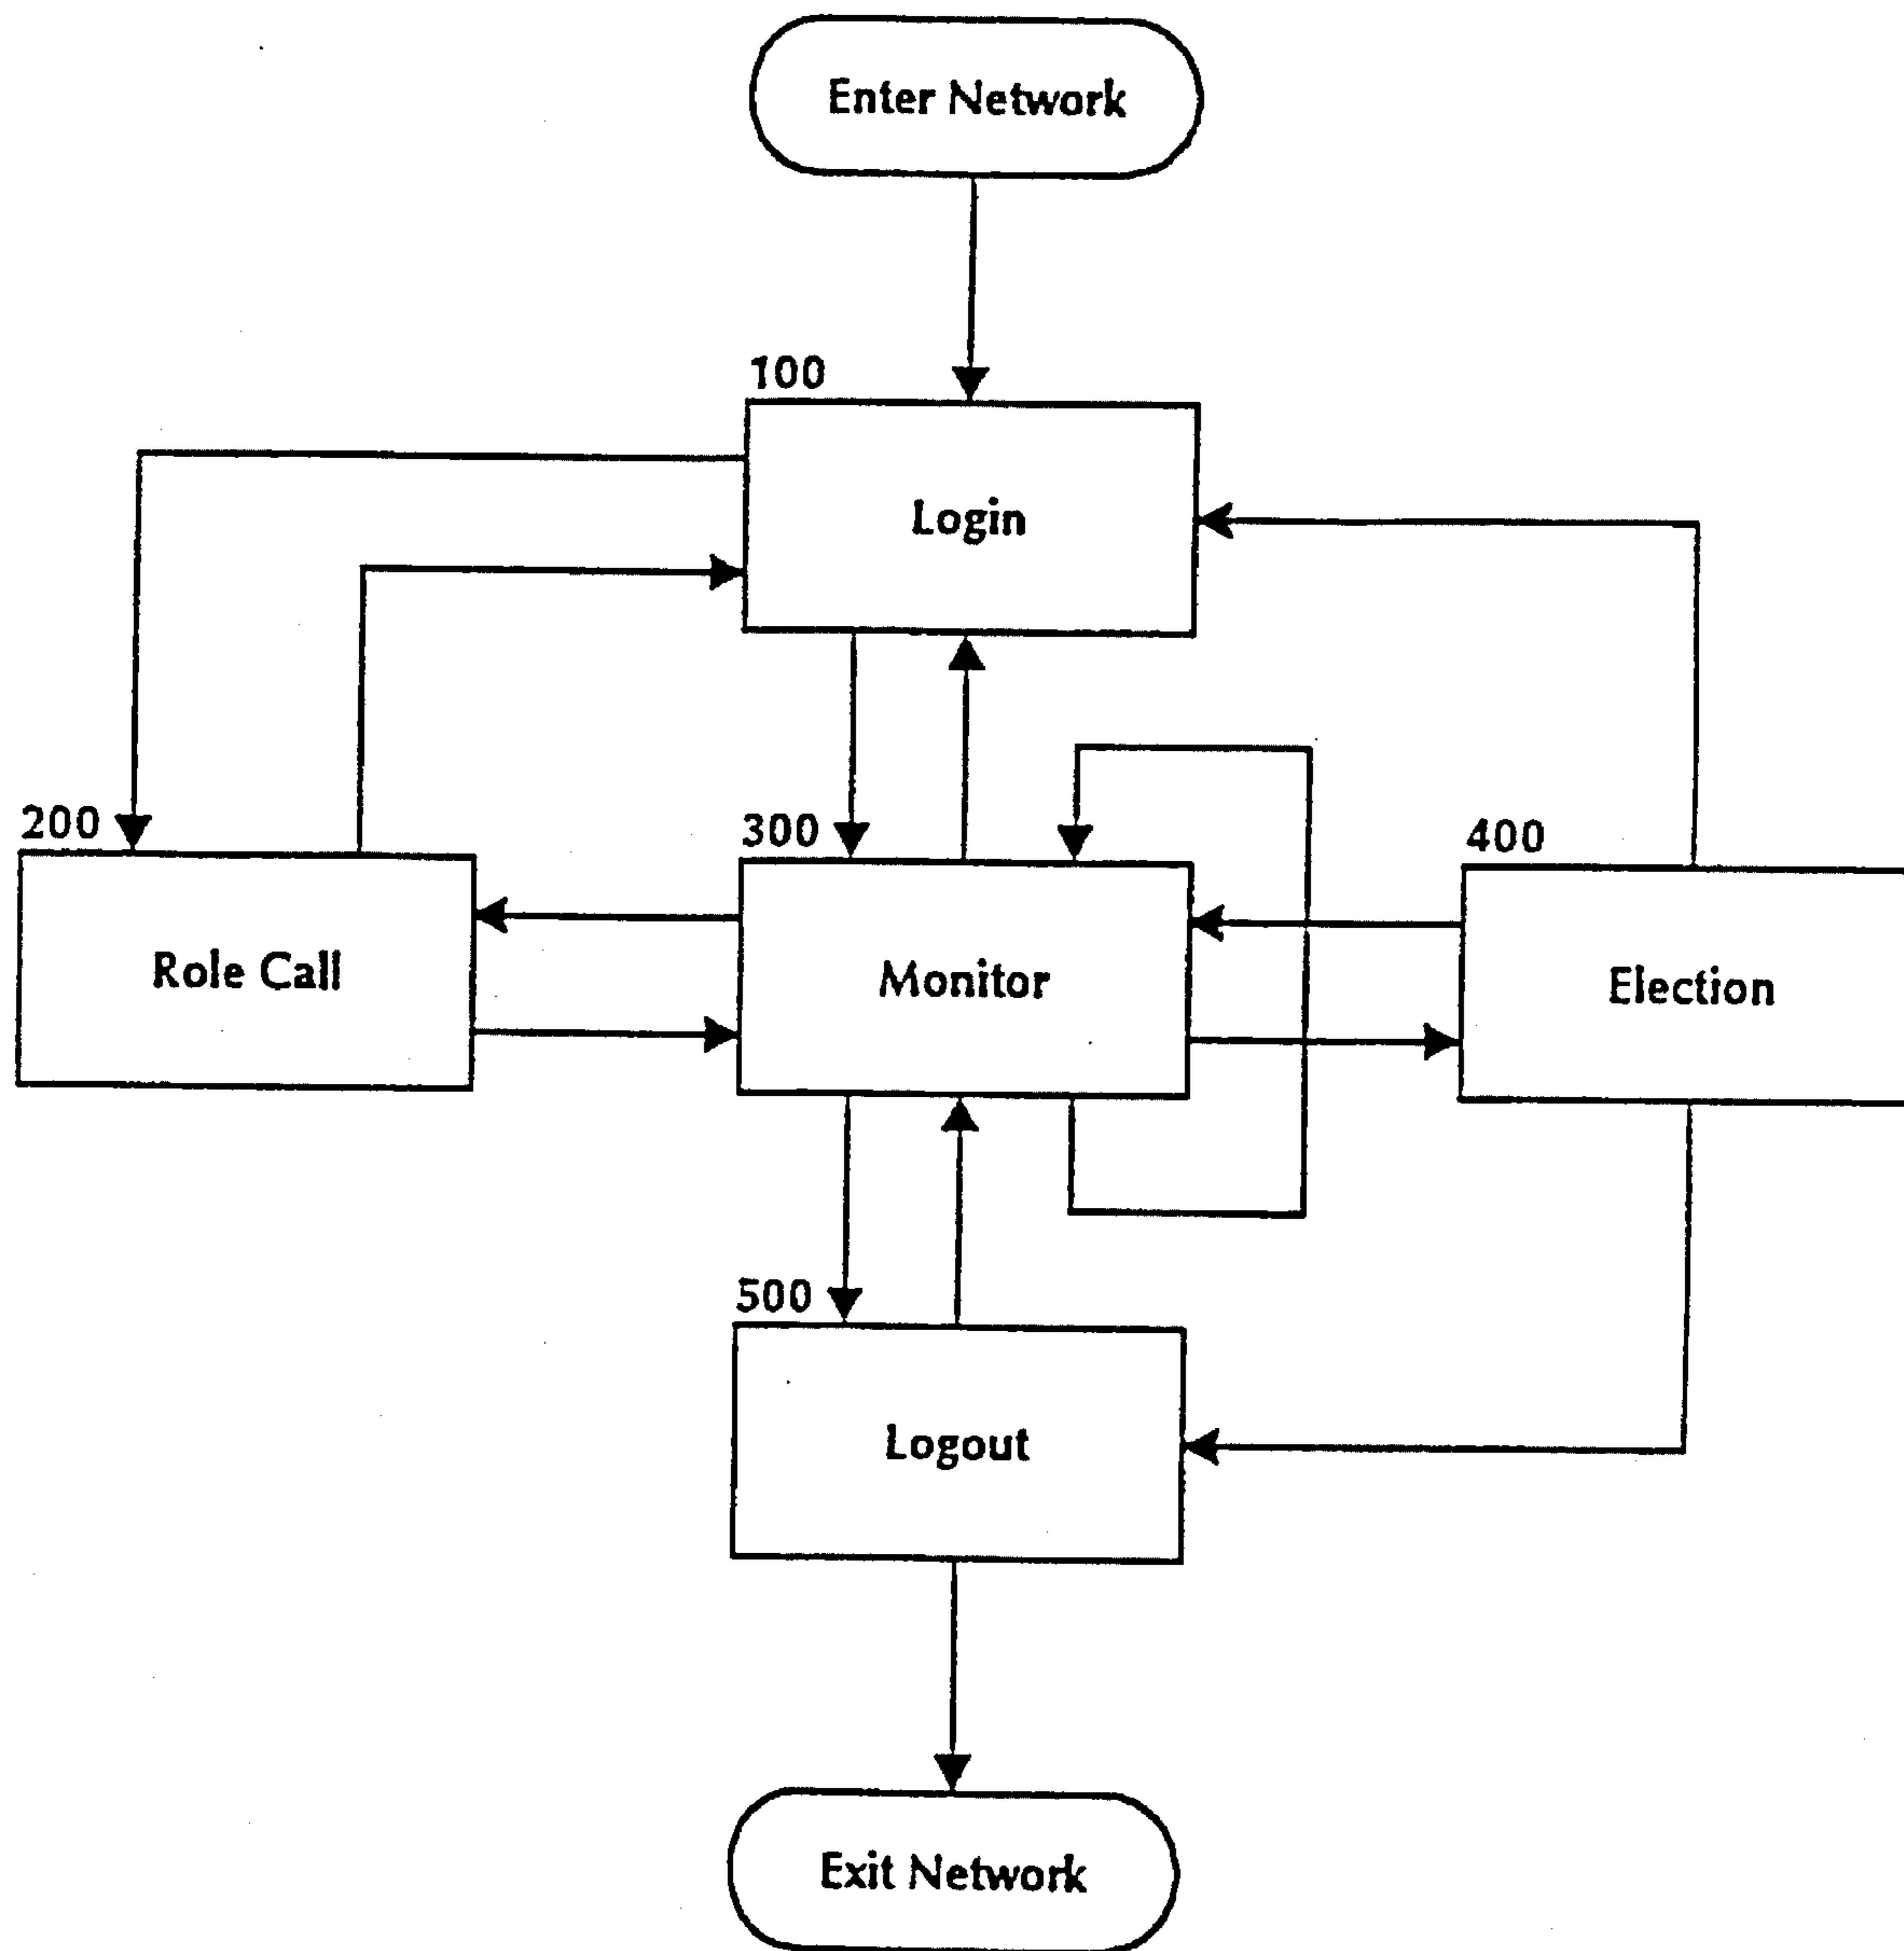 Enter Network
100
Login
200
300
400
Role Call
Monitor
Election
500
Logout
Exit Network